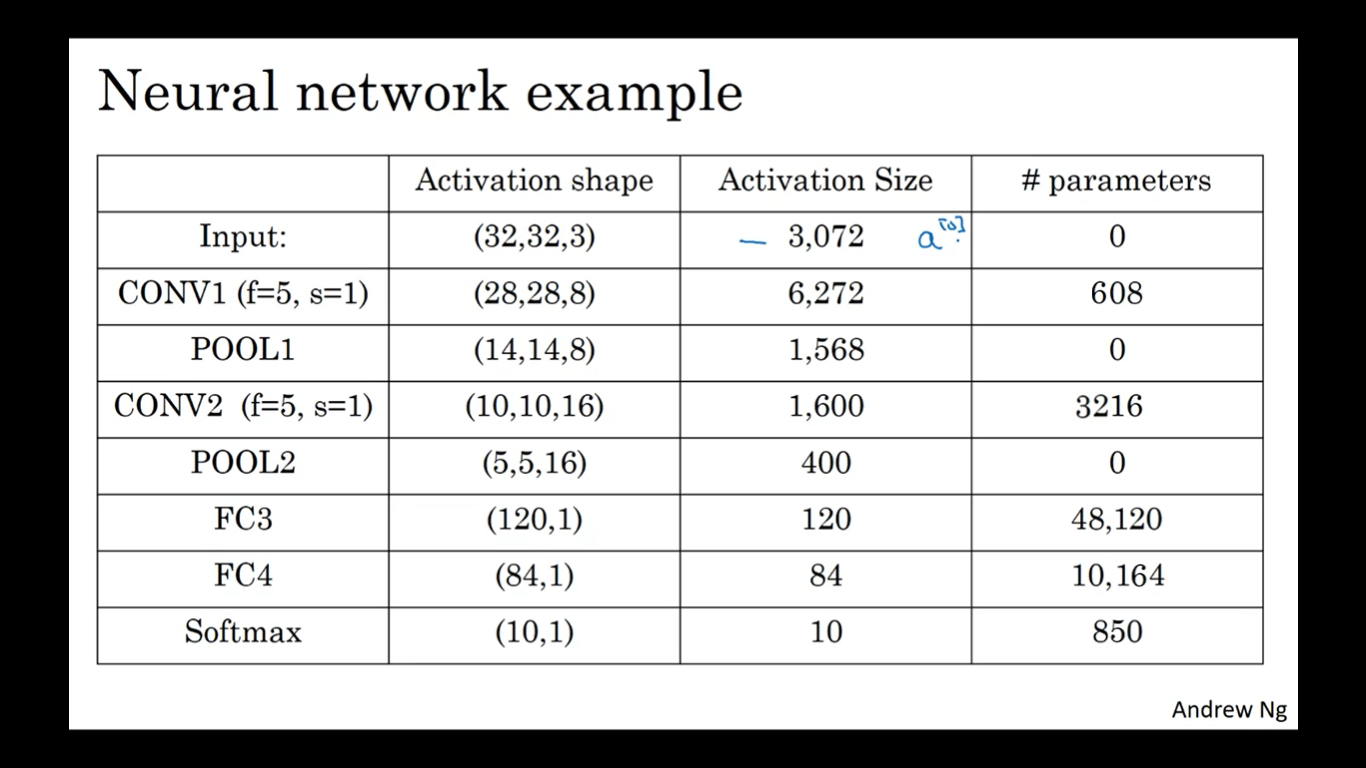 Neural network example
Activation shape Activation Size # parameters
Input: (32,32,3) – 3,072 a[0] 0
CONV1 (f=5, s=1) (28,28,8) 6,272 608
POOL1 (14,14,8) 1,568 0
CONV2 (f=5, s=1) (10,10,16) 1,600 3216
POOL2 (5,5,16) 400 0
FC3 (120,1) 120 48,120
FC4 (84,1) 84 10,164
Softmax (10,1) 10 850
Andrew Ng